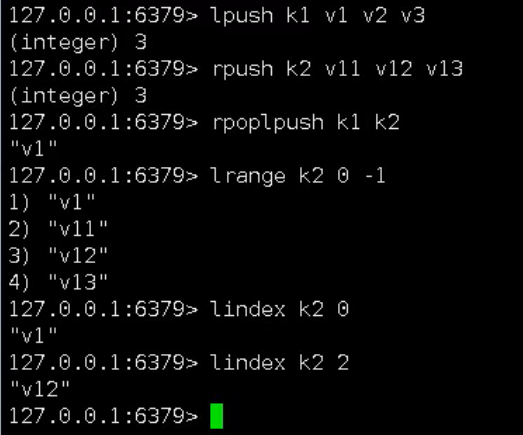 127.0.0.1:6379> lpush k1 v1 v2 v3
(integer) 3
127.0.0.1:6379> rpush k2 v11 v12 v13
(integer) 3
127.0.0.1:6379> rpoplpush k1 k2
"v1"
127.0.0.1:6379> lrange k2 0 -1
1) "v1"
2) "v11"
3) "v12"
4) "v13"
127.0.0.1:6379> lindex k2 0
"v1"
127.0.0.1:6379> lindex k2 2
"v12"
127.0.0.1:6379>